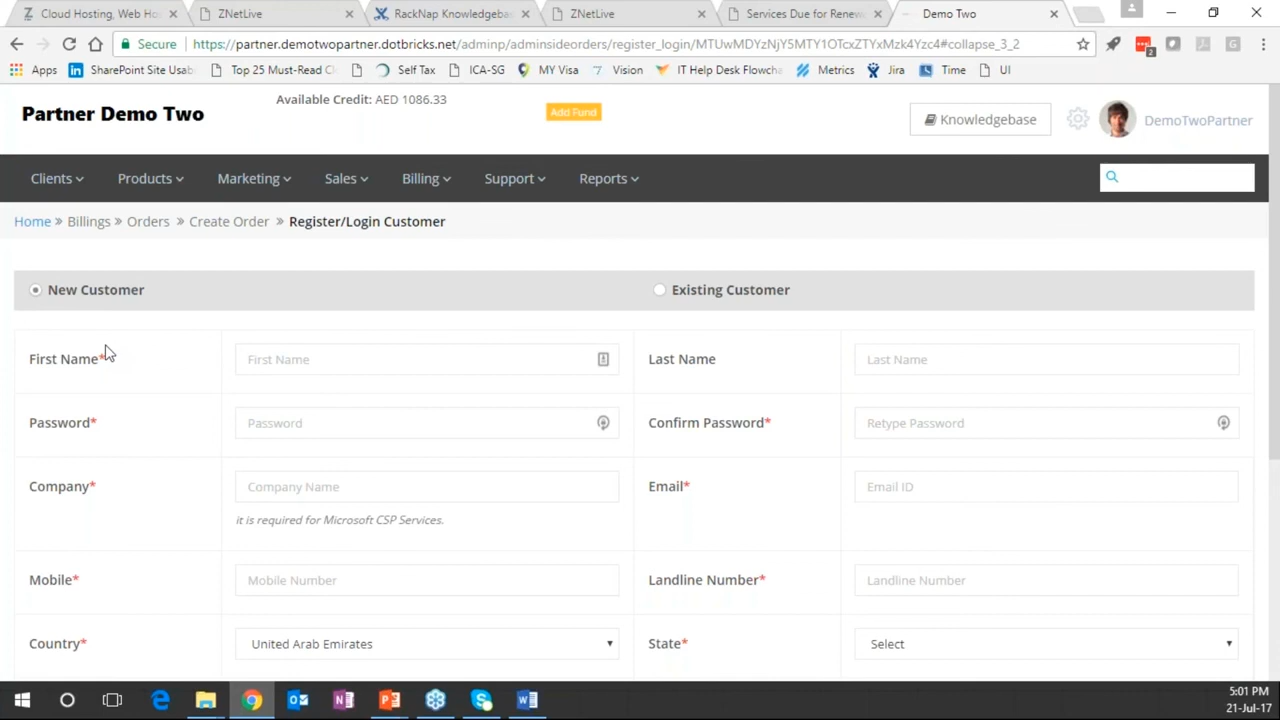 Cloud Hosting, Web Hos
ZNetLive
RackNap Knowledgeba
ZNetLive
Services Due for Renew
Demo Two
Secure
https://partner.demotwopartner.dotbricks.net/adminp/adminsideorders/register_login/MTUwMDYzNjY5MTY1OTcxZTYxMzk4Yzc4#collapse_3_2
2
Apps
SharePoint Site Usab
Top 25 Must-Read Cl
Self Tax
ICA-SG
MY Visa
Vision
IT Help Desk Flowcha
Metrics
Jira
Time
UI
Available Credit: AED 1086.33
Add Fund
Partner Demo Two
Knowledgebase
DemoTwoPartner
Clients
Products
Marketing
Sales
Billing
Support
Reports
Home » Billings » Orders » Create Order » Register/Login Customer
New Customer
Existing Customer
First Name*
First Name
Last Name
Last Name
Password*
Password
Confirm Password*
Retype Password
Company*
Company Name
it is required for Microsoft CSP Services.
Email*
Email ID
Mobile*
Mobile Number
Landline Number*
Landline Number
Country*
United Arab Emirates
State*
Select
5:01 PM
21-Jul-17